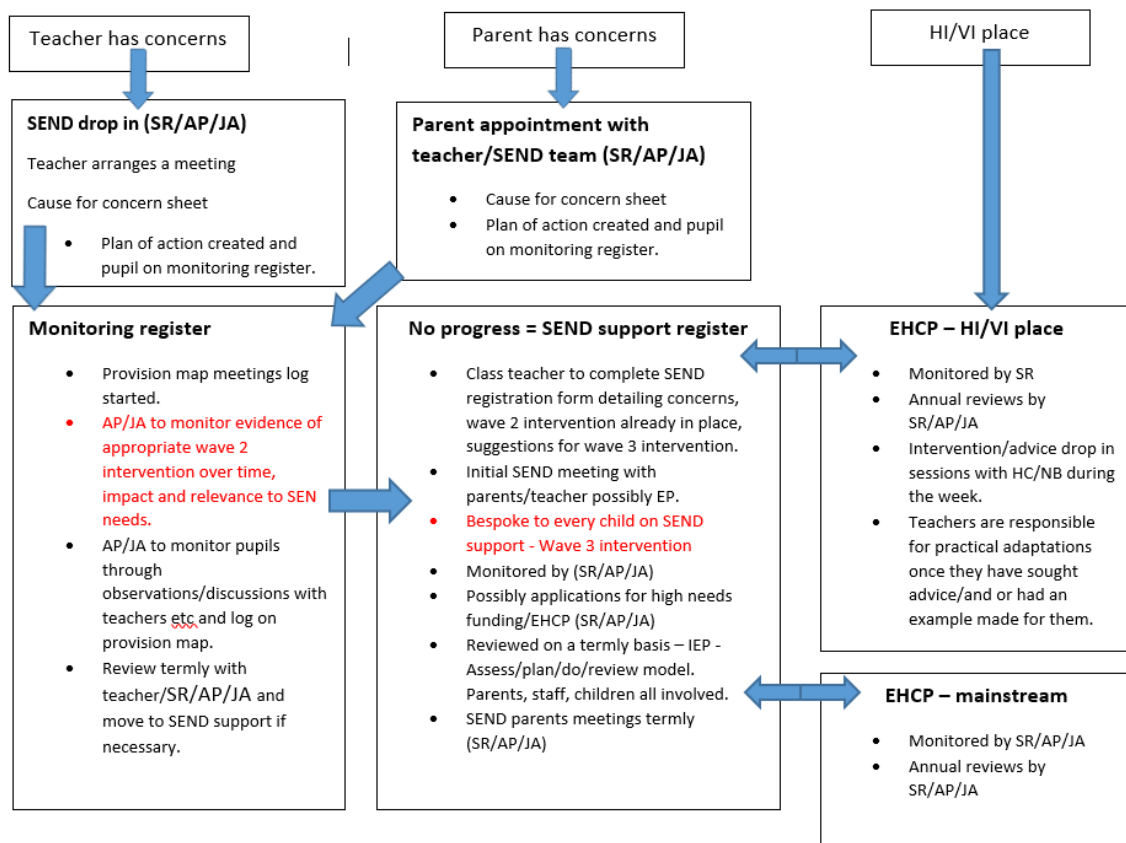 Teacher has concerns
Parent has concerns
HI/VI place
SEND drop in (SR/AP/JA)
Teacher arranges a meeting
Cause for concern sheet
• Plan of action created and
pupil on monitoring register.
Parent appointment with
teacher/SEND team (SR/AP/JA)
• Cause for concern sheet
• Plan of action created and pupil
on monitoring register.
Monitoring register
• Provision map meetings log
started.
• AP/JA to monitor evidence of
appropriate wave 2
intervention over time,
impact and relevance to SEN
needs.
• AP/JA to monitor pupils
through
observations/discussions with
teachers etc and log on
provision map.
• Review termly with
teacher/SR/AP/JA and
move to SEND support if
necessary.
No progress = SEND support register
• Class teacher to complete SEND
registration form detailing concerns,
wave 2 intervention already in place,
suggestions for wave 3 intervention.
• Initial SEND meeting with
parents/teacher possibly EP.
• Bespoke to every child on SEND
support - Wave 3 intervention
• Monitored by (SR/AP/JA)
• Possibly applications for high needs
funding/EHCP (SR/AP/JA)
• Reviewed on a termly basis – IEP -
Assess/plan/do/review model.
Parents, staff, children all involved.
• SEND parents meetings termly
(SR/AP/JA)
EHCP – HI/VI place
• Monitored by SR
• Annual reviews by
SR/AP/JA
• Intervention/advice drop in
sessions with HC/NB during
the week.
• Teachers are responsible
for practical adaptations
once they have sought
advice/and or had an
example made for them.
EHCP – mainstream
• Monitored by SR/AP/JA
• Annual reviews by
SR/AP/JA